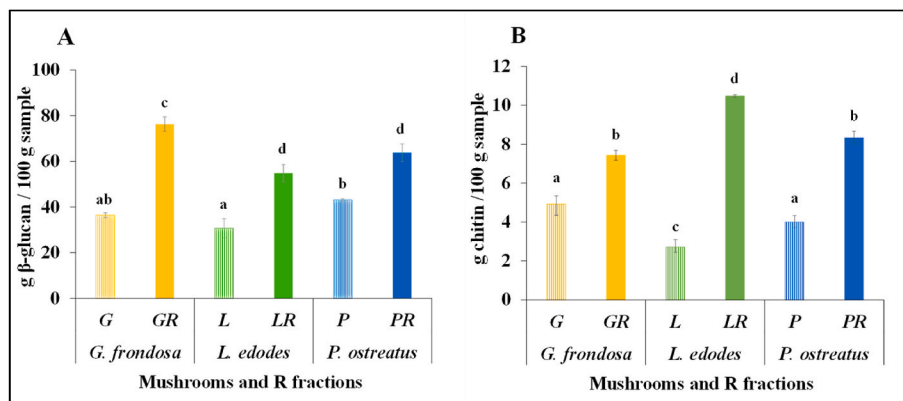 A
g β-glucan / 100 g sample
100
80
60
40
20
0
ab
c
a
d
b
d
G GR L LR P PR
G. frondosa L. edodes P. ostreatus
Mushrooms and R fractions
B
g chitin /100 g sample
12
10
8
6
4
2
0
a
b
c
d
a
b
G GR L LR P PR
G. frondosa L. edodes P. ostreatus
Mushrooms and R fractions